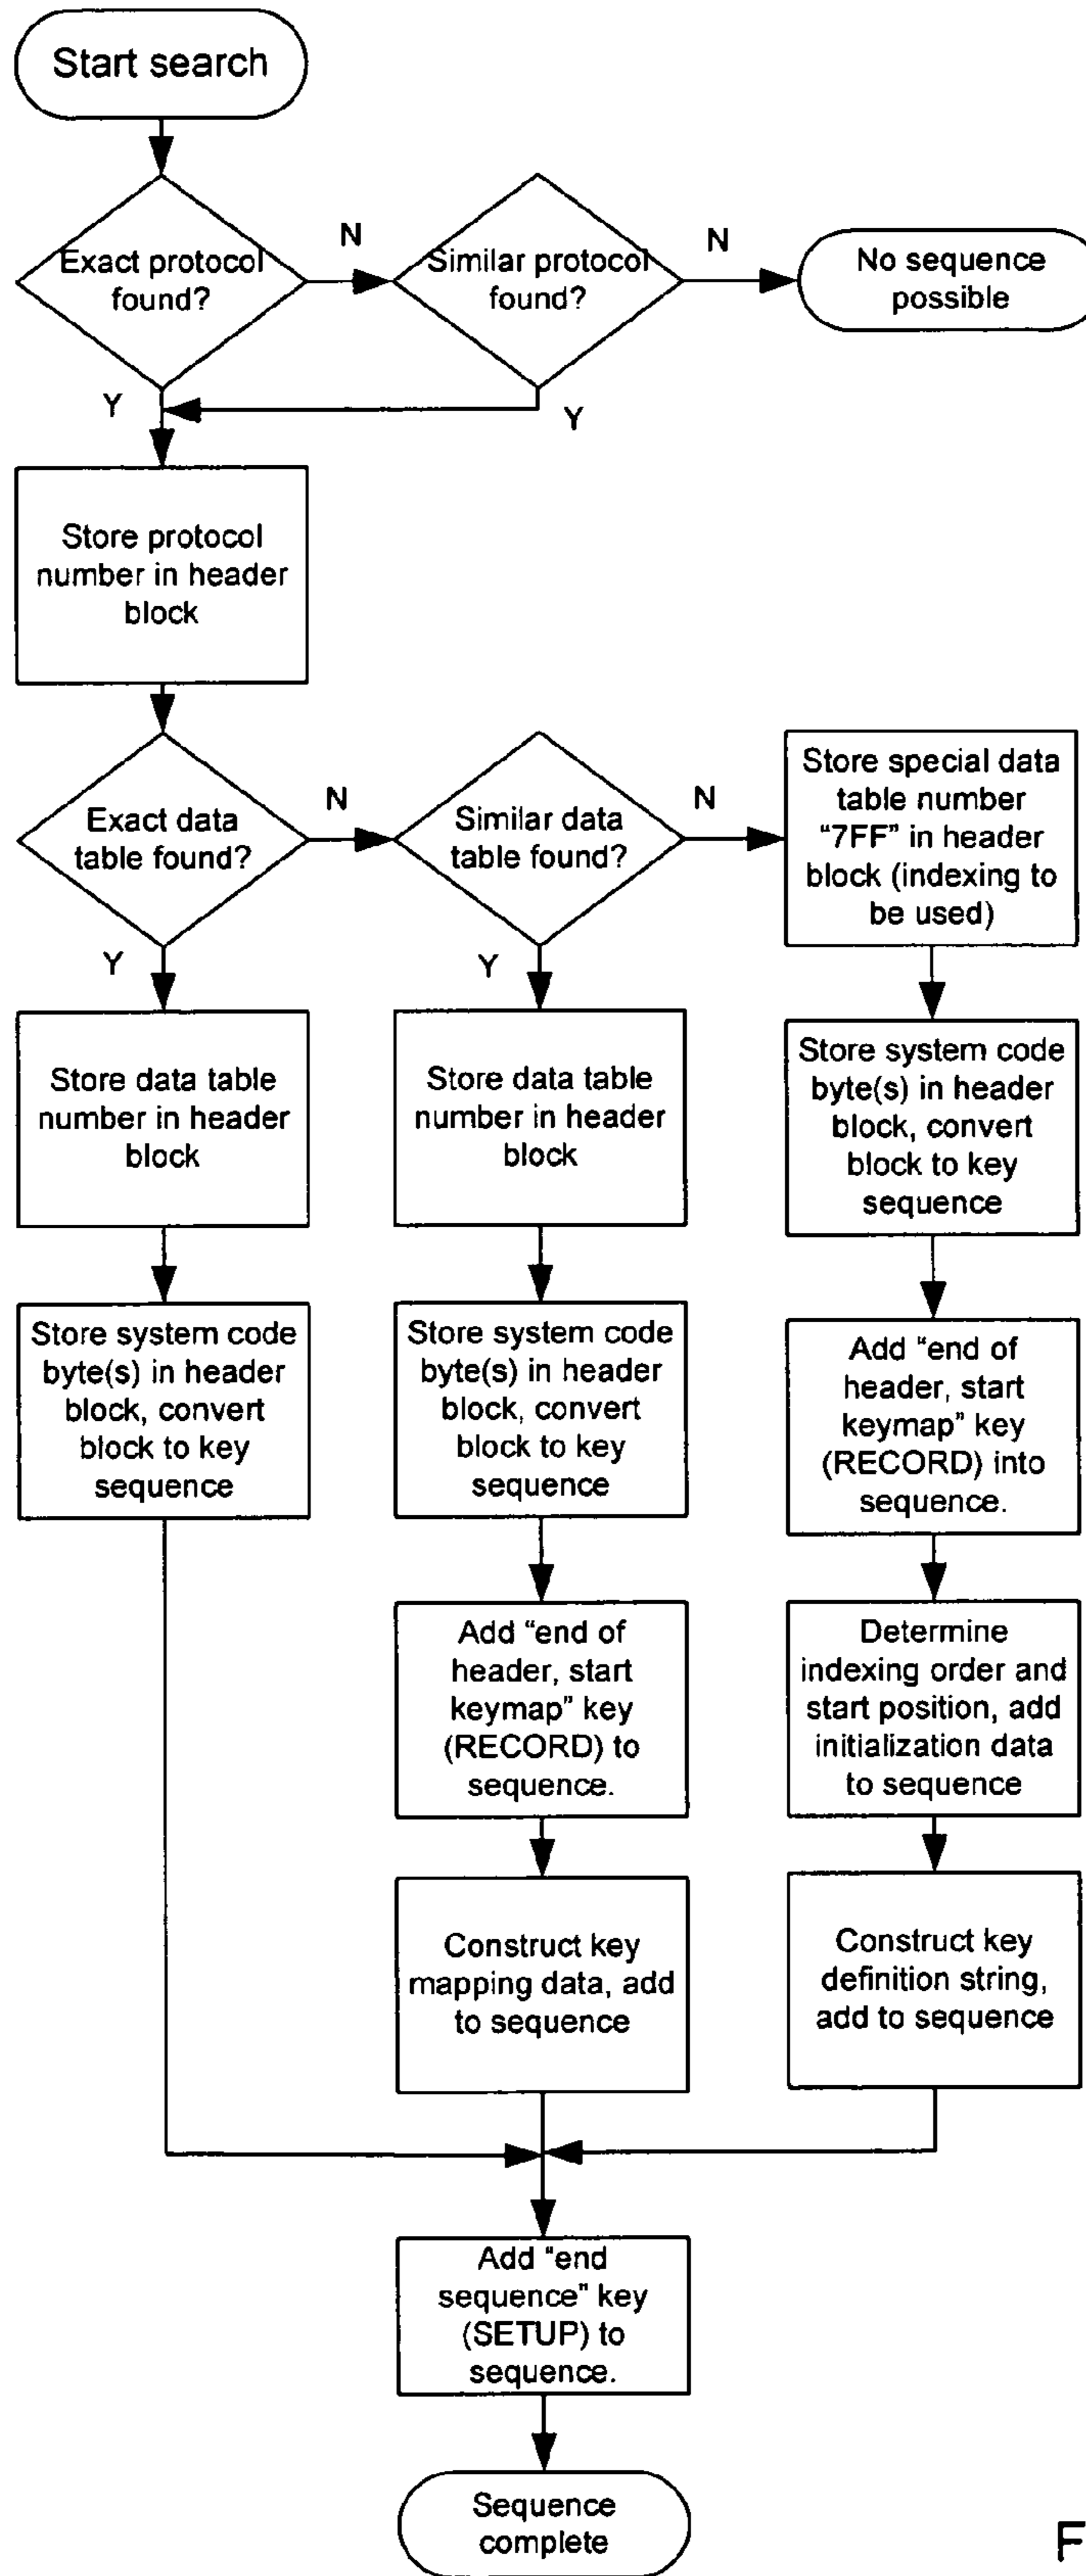 Start search
Exact protocol
found?
N
Similar protocol
found?
N
No sequence
possible
Y
Y
Store protocol
number in header
block
Exact data
table found?
N
Similar data
table found?
N
Store special data
table number
“7FF” in header
block (indexing to
be used)
Y
Y
Store data table
number in header
block
Store data table
number in header
block
Store system code
byte(s) in header
block, convert
block to key
sequence
Store system code
byte(s) in header
block, convert
block to key
sequence
Store system code
byte(s) in header
block, convert
block to key
sequence
Add “end of
header, start
keymap” key
(RECORD) into
sequence.
Add “end of
header, start
keymap” key
(RECORD) to
sequence.
Determine
indexing order and
start position, add
initialization data
to sequence
Construct key
mapping data, add
to sequence
Construct key
definition string,
add to sequence
Add “end
sequence” key
(SETUP) to
sequence.
Sequence
complete
F